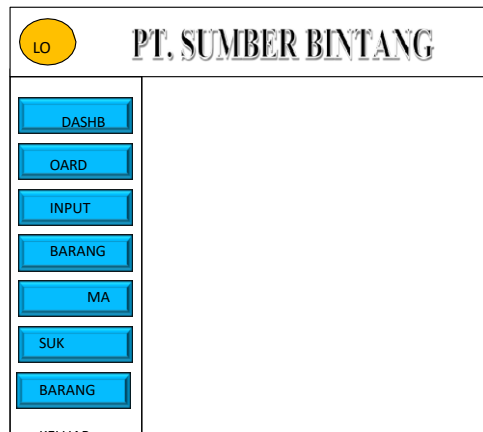 LO
PT. SUMBER BINTANG
DASHB
OARD
INPUT
BARANG
MA
SUK
BARANG